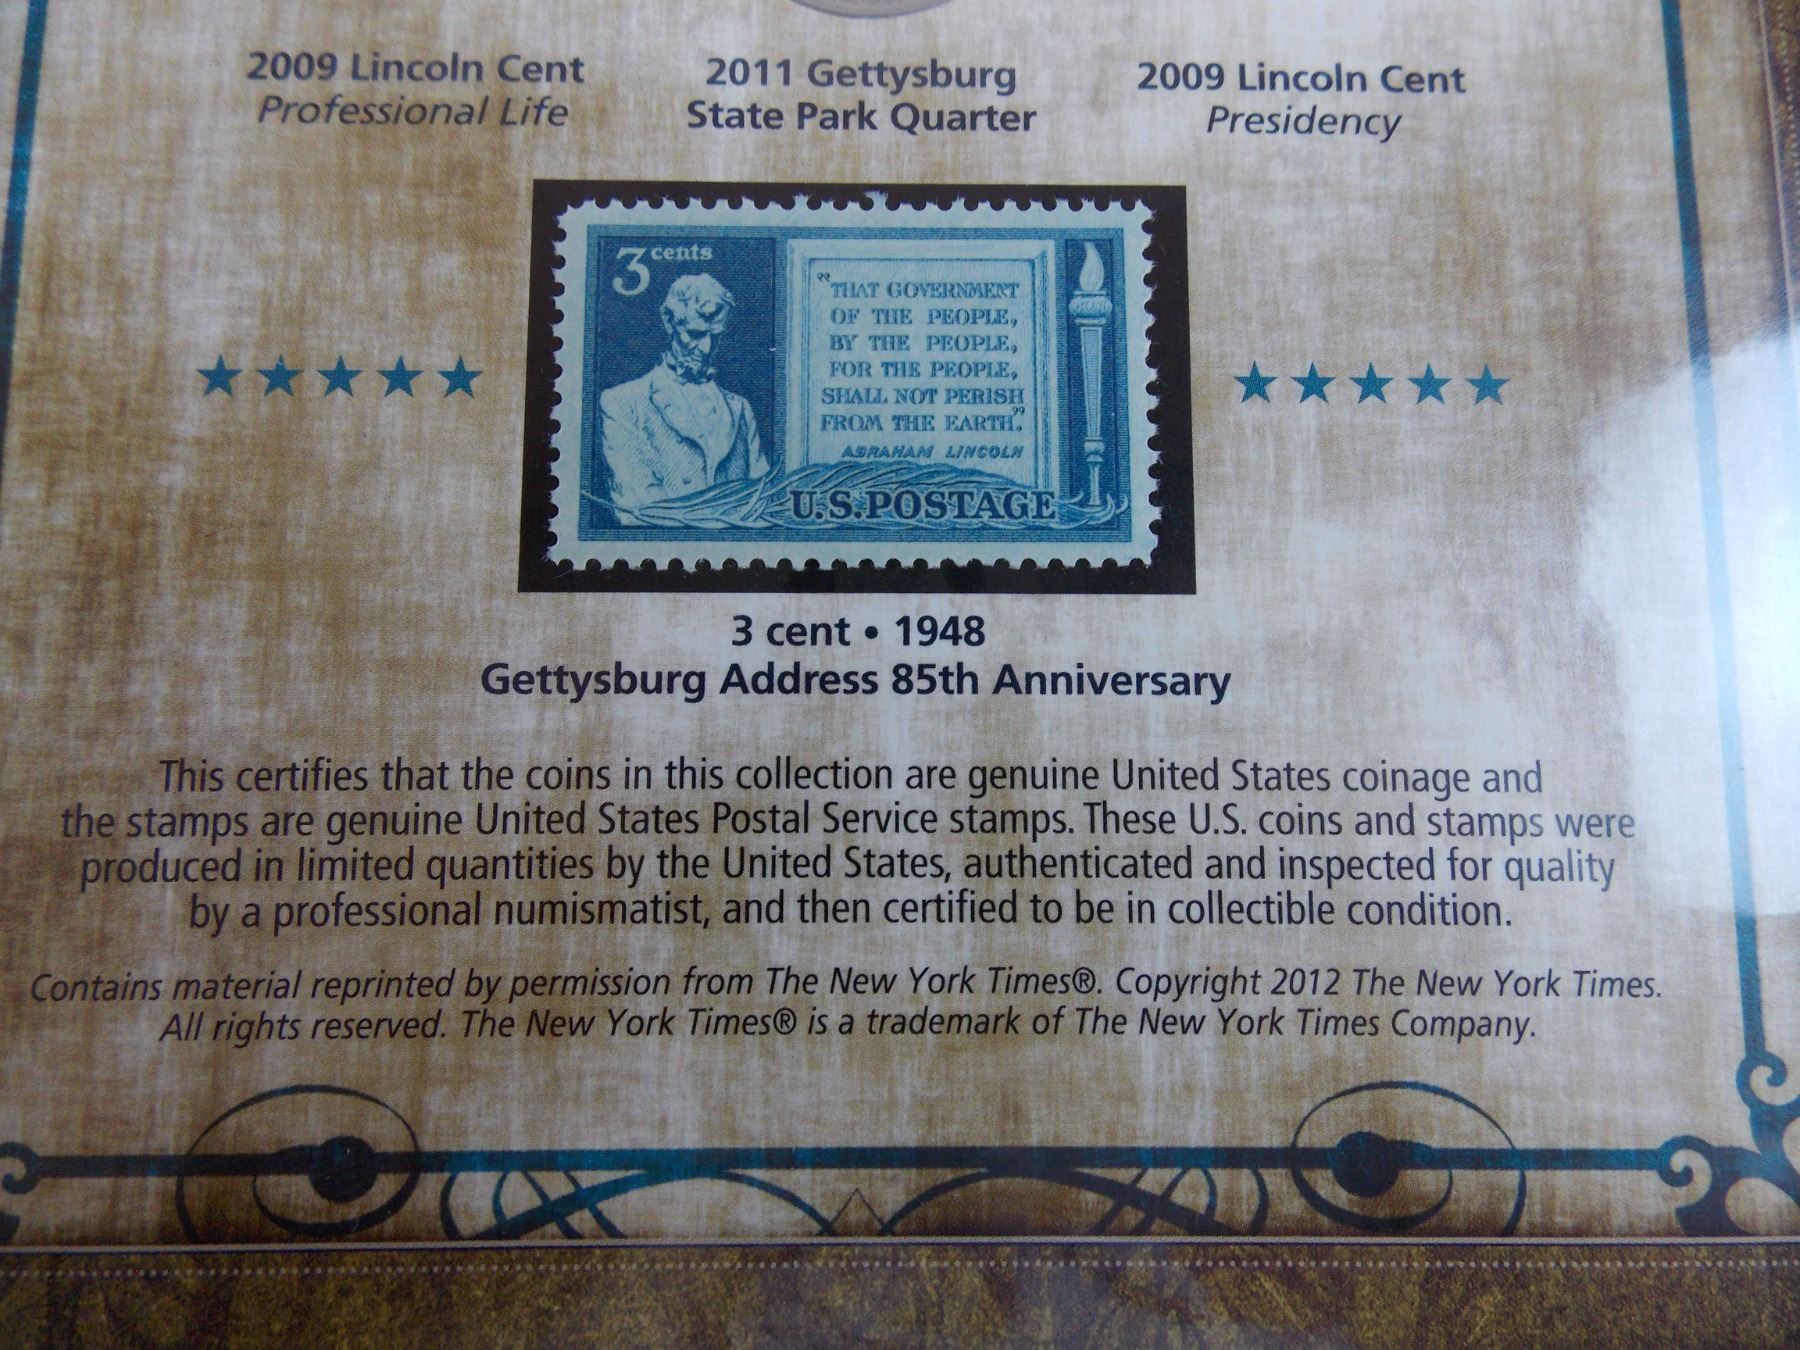 2009 Lincoln Cent
Professional Life
2011 Gettysburg
State Park Quarter
2009 Lincoln Cent
Presidency
3 cents
"THAT GOVERNMENT
OF THE PEOPLE,
BY THE PEOPLE,
FOR THE PEOPLE,
SHALL NOT PERISH
FROM THE EARTH."
ABRAHAM LINCOLN
U.S.POSTAGE
3 cent • 1948
Gettysburg Address 85th Anniversary
This certifies that the coins in this collection are genuine United States coinage and
the stamps are genuine United States Postal Service stamps. These U.S. coins and stamps were
produced in limited quantities by the United States, authenticated and inspected for quality
by a professional numismatist, and then certified to be in collectible condition.
Contains material reprinted by permission from The New York Times®. Copyright 2012 The New York Times.
All rights reserved. The New York Times® is a trademark of The New York Times Company.